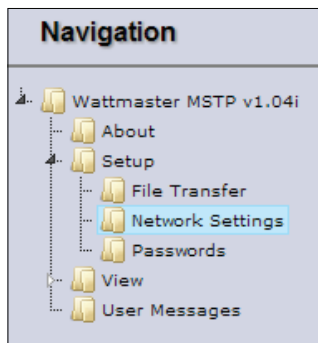 Navigation
Wattmaster MSTP v1.04i
About
Setup
File Transfer
Network Settings
Passwords
View
User Messages